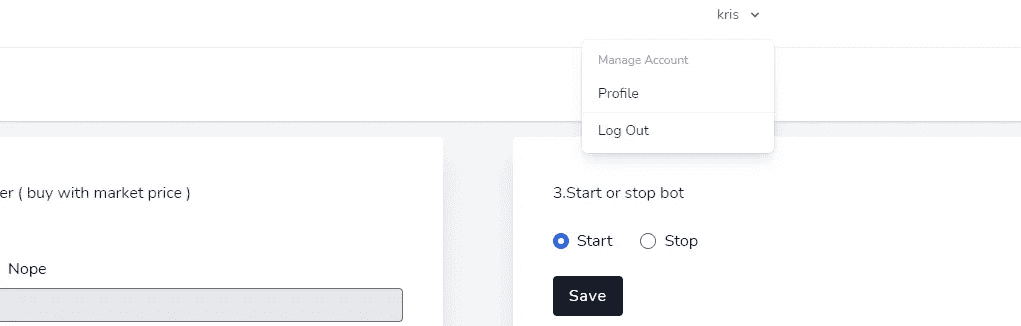 kris
Manage Account
Profile
Log Out
er ( buy with market price )
Nope
3.Start or stop bot
Start Stop
Save